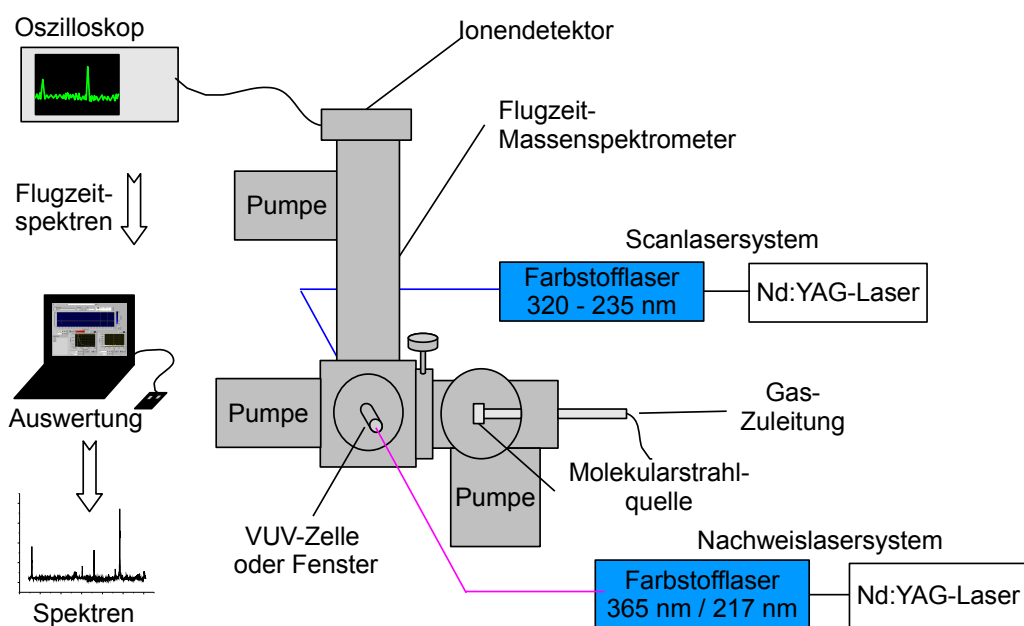 Oszilloskop
Ionendetektor
Flugzeit-
Massenspektrometer
Flugzeit-
spektren
Pumpe
Scanlasersystem
Farbstofflaser
320 - 235 nm
Nd:YAG-Laser
Auswertung
Pumpe
Gas-
Zuleitung
Molekularstrahl-
quelle
Pumpe
VUV-Zelle
oder Fenster
Nachweislasersystem
Farbstofflaser
365 nm / 217 nm
Nd:YAG-Laser
Spektren